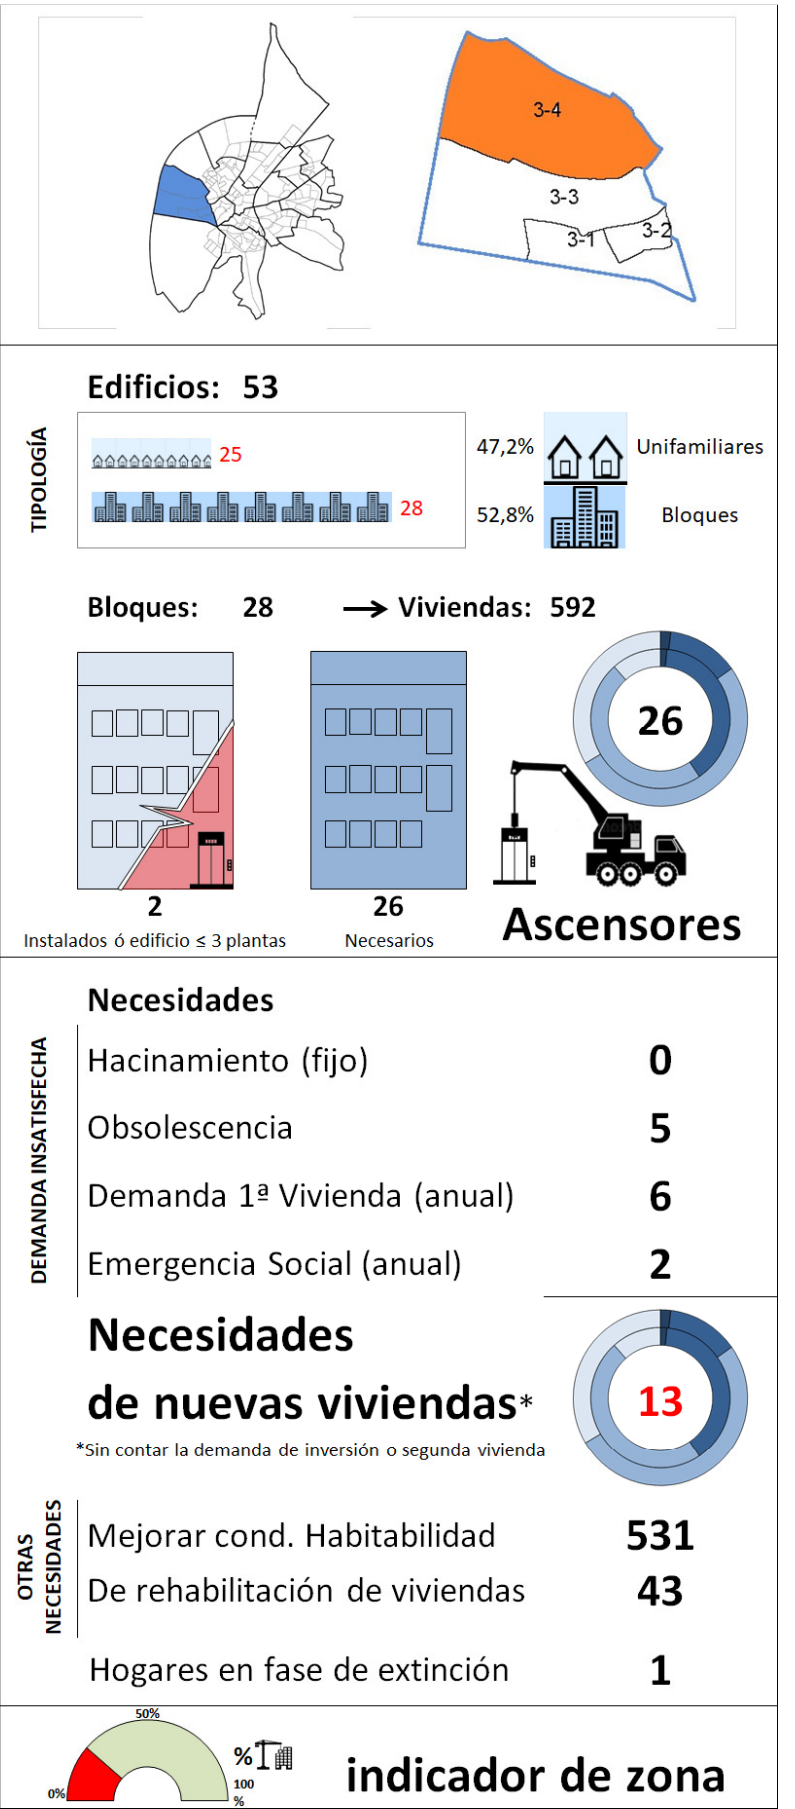 3-4
3-3
3-1
3-2
Edificios: 53
TIPOLOGÍA
25
47,2%
Unifamiliares
28
52,8%
Bloques
Bloques: 28
Viviendas: 592
26
2
26
Instalados ó edificio ≤ 3 plantas
Necesarios
Ascensores
DEMANDA INSATISFECHA
Necesidades
Hacinamiento (fijo) 0
Obsolescencia 5
Demanda 1ª Vivienda (anual) 6
Emergencia Social (anual) 2
Necesidades
de nuevas viviendas*
13
*Sin contar la demanda de inversión o segunda vivienda
OTRAS
NECESIDADES
Mejorar cond. Habitabilidad 531
De rehabilitación de viviendas 43
Hogares en fase de extinción 1
50%
%
0%
100
%
indicador de zona